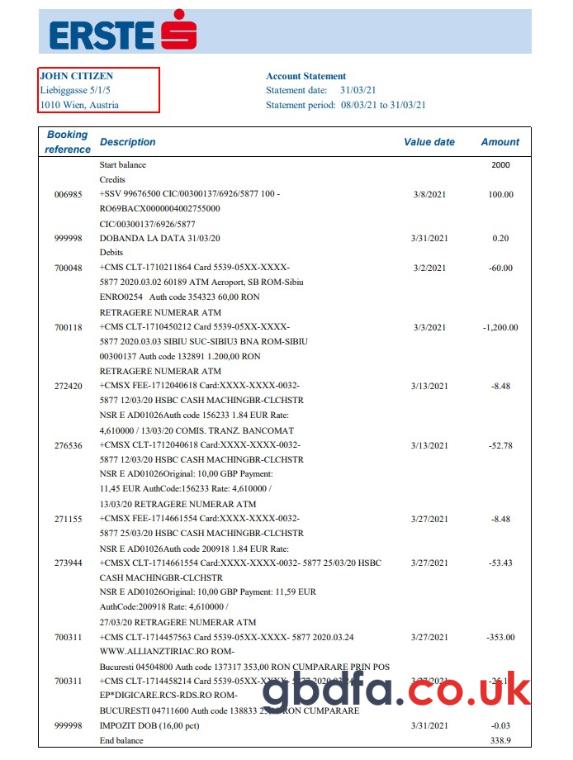 ERSTE
JOHN CITIZEN
Liebiggasse 5/1/5
1010 Wien, Austria
Account Statement
Statement date: 31/03/21
Statement period: 08/03/21 to 31/03/21
Booking reference Description Value date Amount
Start balance 2000
Credits
006985 +SSV 99676500 CIC/00300137/6926/5877 100 - 3/8/2021 100.00
RO69BACX0000004002755000
CIC/00300137/6926/5877
999998 DOBANDA LA DATA 31/03/20 3/31/2021 0.20
Debits
700048 +CMS CLT-1710211864 Card 5539-05XX-XXXX- 3/2/2021 -60.00
5877 2020.03.02 60189 ATM Aeroport, SB ROM-Sibiu
ENRO0254 Auth code 354323 60,00 RON
RETRAGERE NUMERAR ATM
700118 +CMS CLT-1710450212 Card 5539-05XX-XXXX- 3/3/2021 -1,200.00
5877 2020.03.03 SIBIU SUC-SIBIU3 BNA ROM-SIBIU
00300137 Auth code 132891 1.200,00 RON
RETRAGERE NUMERAR ATM
272420 +CMSX FEE-1712040618 Card:XXXX-XXXX-0032- 3/13/2021 -8.48
5877 12/03/20 HSBC CASH MACHINGBR-CLCHSTR
NSR E AD01026Auth code 156233 1.84 EUR Rate:
4,610000 / 13/03/20 COMIS. TRANZ. BANCOMAT
276536 +CMSX CLT-1712040618 Card:XXXX-XXXX-0032- 3/13/2021 -52.78
5877 12/03/20 HSBC CASH MACHINGBR-CLCHSTR
NSR E AD01026Original: 10,00 GBP Payment:
11,45 EUR AuthCode:156233 Rate: 4,610000 /
13/03/20 RETRAGERE NUMERAR ATM
271155 +CMSX FEE-1714661554 Card:XXXX-XXXX-0032- 3/27/2021 -8.48
5877 25/03/20 HSBC CASH MACHINGBR-CLCHSTR
NSR E AD01026Auth code 200918 1.84 EUR Rate:
273944 +CMSX CLT-1714661554 Card:XXXX-XXXX-0032- 5877 25/03/20 HSBC 3/27/2021 -53.43
CASH MACHINGBR-CLCHSTR
NSR E AD01026Original: 10,00 GBP Payment: 11,59 EUR
AuthCode:200918 Rate: 4,610000 /
27/03/20 RETRAGERE NUMERAR ATM
700311 +CMS CLT-1714457563 Card 5539-05XX-XXXX- 5877 2020.03.24 3/27/2021 -353.00
WWW.ALLIANZTIRIAC.RO ROM-
Bucuresti 04504800 Auth code 137317 353,00 RON CUMPARARE PRIN POS
700311 +CMS CLT-1714458214 Card 5539-05XX-XXXX- 3/27/2021
EP*DIGICARE.RCS-RDS.RO ROM-
BUCURESTI 04711600 Auth code 138833 RON CUMPARARE
999998 IMPOZIT DOB (16,00 pct) 3/31/2021 -0.03
End balance 338.9
gbdfa.co.uk